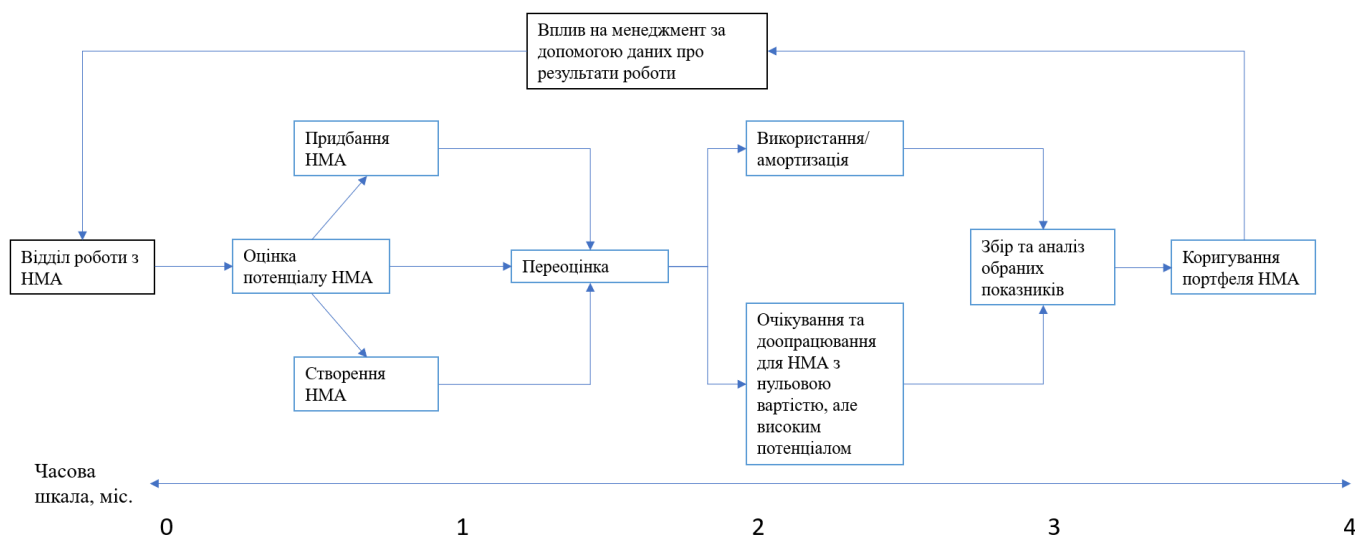 Вплив на менеджмент за
допомогою даних про
результати роботи
Придбання
НМА
Використання/
амортизація
Відділ роботи з
НМА
Оцінка
потенціалу НМА
Переоцінка
Збір та аналіз
обраних
показників
Коригування
портфеля НМА
Створення
НМА
Очікування та
доопрацювання
для НМА з
нульовою
вартістю, але
високим
потенціалом
Часова
шкала, міс.
0 1 2 3 4